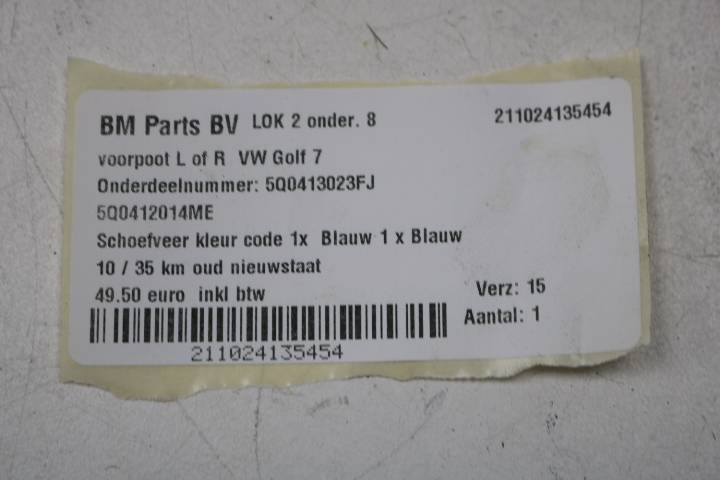 BM Parts BV LOK 2 onder. 8 211024135454
voorpoot L of R VW Golf 7
Onderdeelnummer: 5Q0413023FJ
5Q0412014ME
Schoefveer kleur code 1x Blauw 1 x Blauw
10 / 35 km oud nieuwstaat
49.50 euro inkl btw Verz: 15
Aantal: 1
211024135454